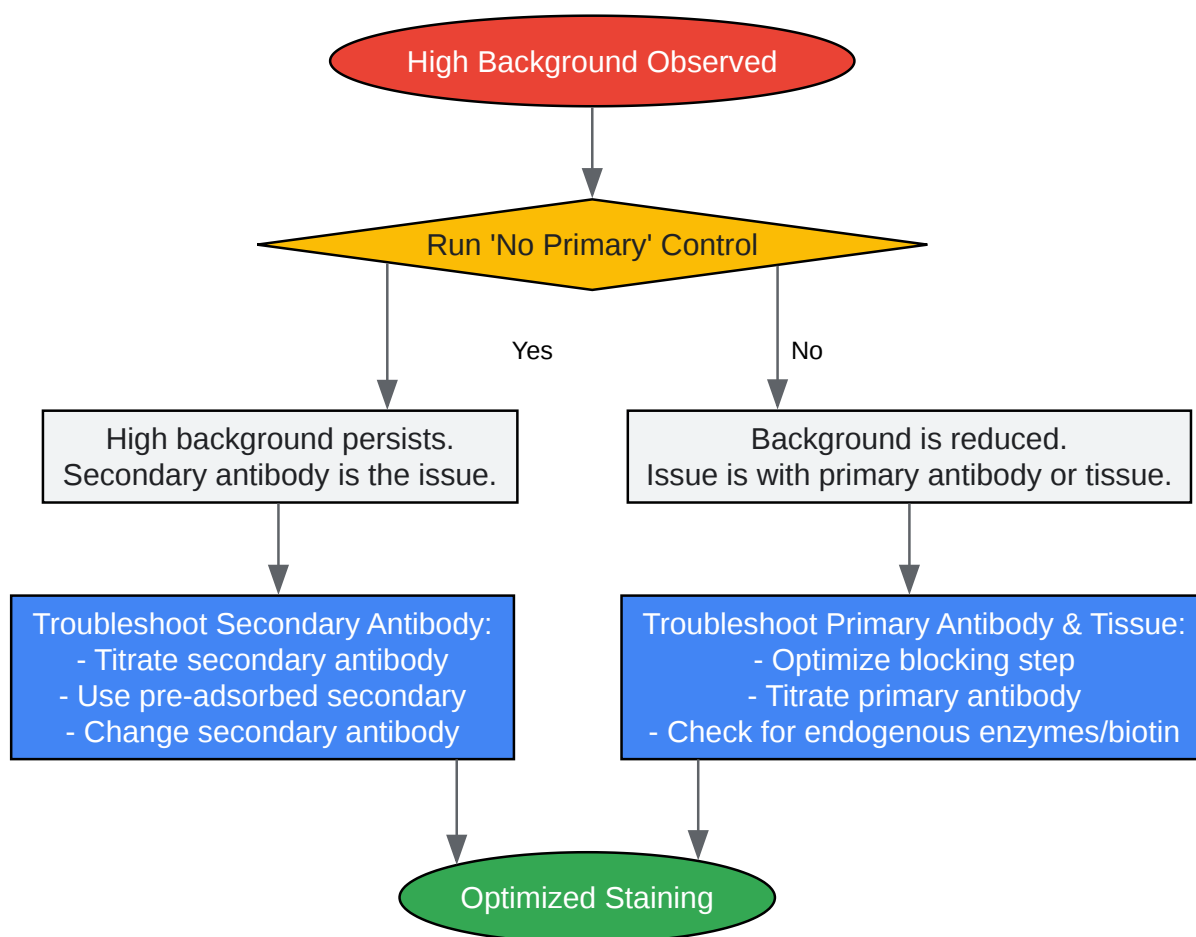 High Background Observed
Run 'No Primary' Control
Yes
No
High background persists.
Secondary antibody is the issue.
Background is reduced.
Issue is with primary antibody or tissue.
Troubleshoot Secondary Antibody:
- Titrate secondary antibody
- Use pre-adsorbed secondary
- Change secondary antibody
Troubleshoot Primary Antibody & Tissue:
- Optimize blocking step
- Titrate primary antibody
- Check for endogenous enzymes/biotin
Optimized Staining